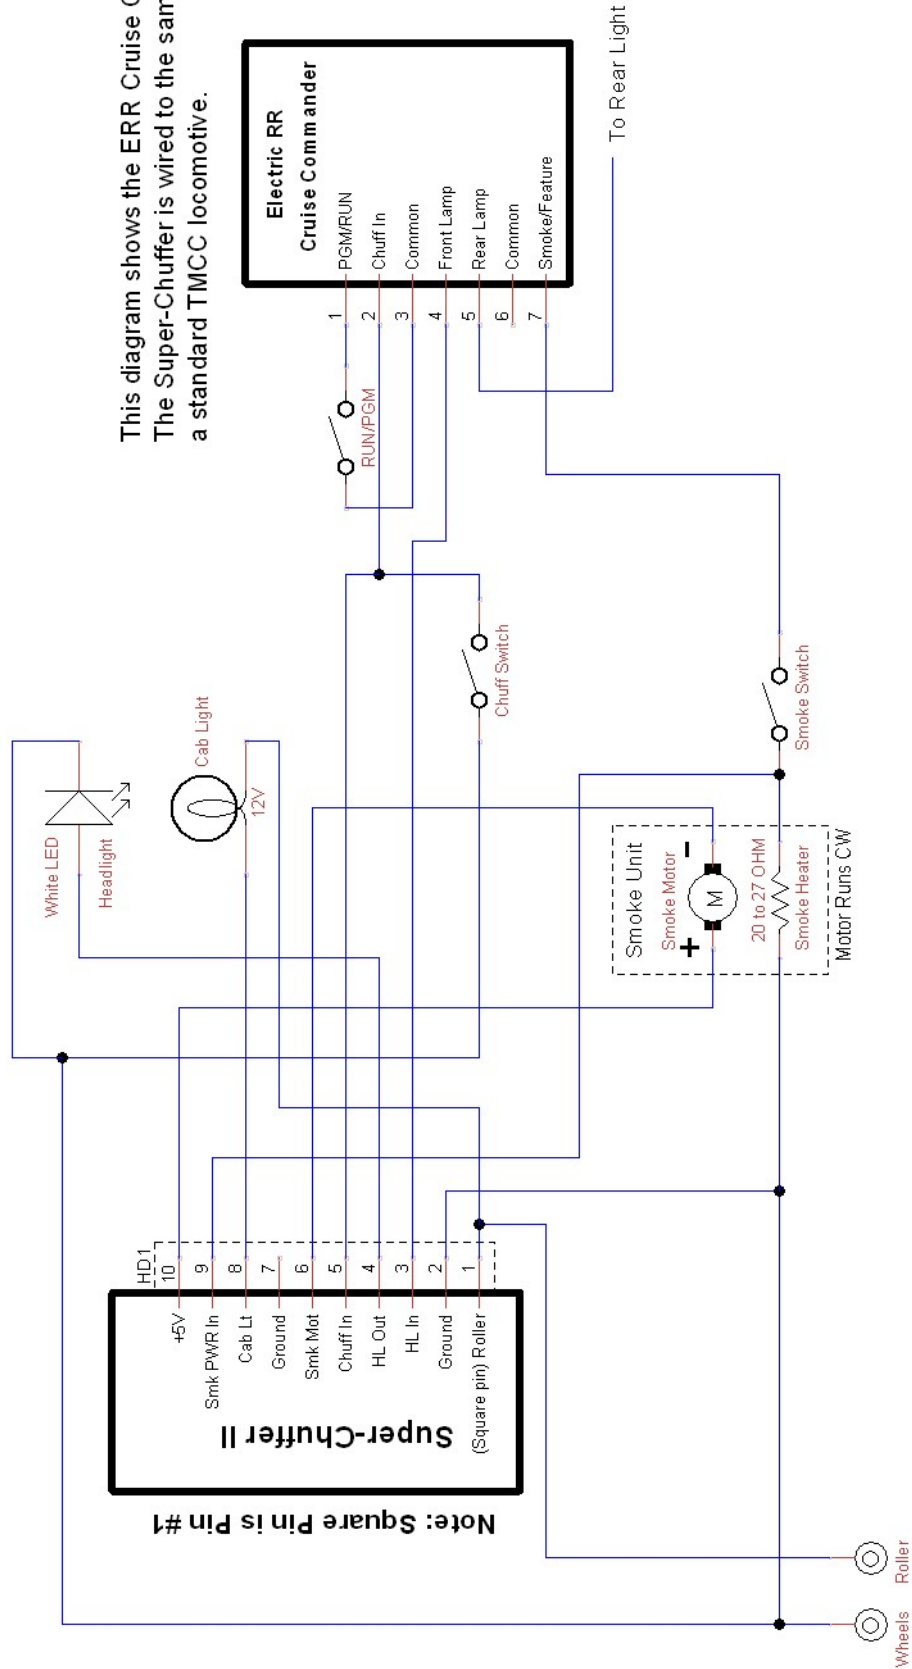 This diagram shows the ERR Cruise
The Super-Chuffer is wired to the
a standard TMCC locomotive.
Electric RR
Cruise Commander
PGM/RUN
Chuff In
Common
Front Lamp
Rear Lamp
Common
Smoke/Feature
1
2
3
4
5
6
7
To Rear Light
RUN/PGM
Chuff Switch
Smoke Switch
White LED
Headlight
Cab Light
12V
Smoke Unit
Smoke Motor
+
-
M
20 to 27 OHM
Smoke Heater
Motor Runs CW
HD1
10
9
8
7
6
5
4
3
2
1
+5V
Smk PWR In
Cab Lt
Ground
Smk Mot
Chuff In
HL Out
HL In
Ground
(Square pin) Roller
Super-Chuffer II
Note: Square Pin is Pin #1
Roller
Wheels